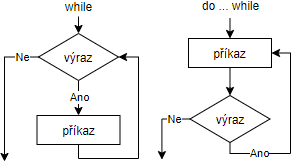 while
Ne
výraz
Ano
příkaz
do ... while
příkaz
Ne
výraz
Ano